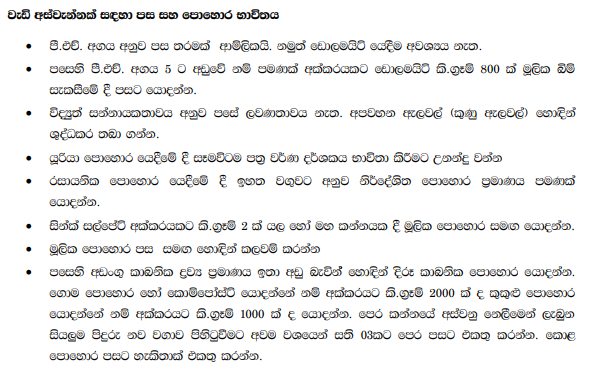 වැඩි අස්වැන්නක් සඳහා පස සහ පොහොර භාවිතය
• පී.එච්. අගය අනුව පස තරමක් ආම්ලිකයි. නමුත් ඩොලමයිට් යෙදීම අවශ්‍යය නැත.
• පසෙහි පී.එච්. අගය 5 ට අඩුවේ නම් පමණක් අක්කරයකට ඩොලමයිට් කි.ග්‍රෑම් 800 ක් මූලික බිම්
සැකසීමේ දී පසට යොදන්න.
• විද්‍යුත් සන්නායකතාවය අනුව පසේ ලවණතාවය නැත. අපවහන ඇලවල් (කුණු ඇලවල්) හොඳින්
ශුද්ධකර තබා ගන්න.
• යූරියා පොහොර යෙදීමේ දී සෑමවිටම පත්‍ර වර්ණ දර්ශකය භාවිතා කිරීමට උනන්දු වන්න
• රසායනික පොහොර යෙදීමේ දී ඉහත වගුවට අනුව නිර්දේශිත පොහොර ප්‍රමාණය පමණක්
යොදන්න.
• සින්ක් සල්පේට් අක්කරයකට කි.ග්‍රෑම් 2 ක් යල හෝ මහ කන්නයක දී මූලික පොහොර සමඟ යොදන්න.
• මූලික පොහොර පස සමඟ හොඳින් කලවම් කරන්න
• පසෙහි අඩංගු කාබනික ද්‍රව්‍ය ප්‍රමාණය ඉතා අඩු බැවින් හොඳින් දිරූ කාබනික පොහොර යොදන්න.
ගොම පොහොර හෝ කොම්පෝස්ට් යොදන්නේ නම් අක්කරයට කි.ග්‍රෑම් 2000 ක් ද කුකුළු පොහොර
යොදන්නේ නම් අක්කරයට කි.ග්‍රෑම් 1000 ක් ද යොදන්න. පෙර කන්නයේ අස්වනු නෙලීමෙන් ලැබුන
සියලුම පිදුරු නව වගාව පිහිටුවීමට අවම වශයෙන් සති 03කට පෙර පසට එකතු කරන්න. කොළ
පොහොර පසට හැකිතාක් එකතු කරන්න.